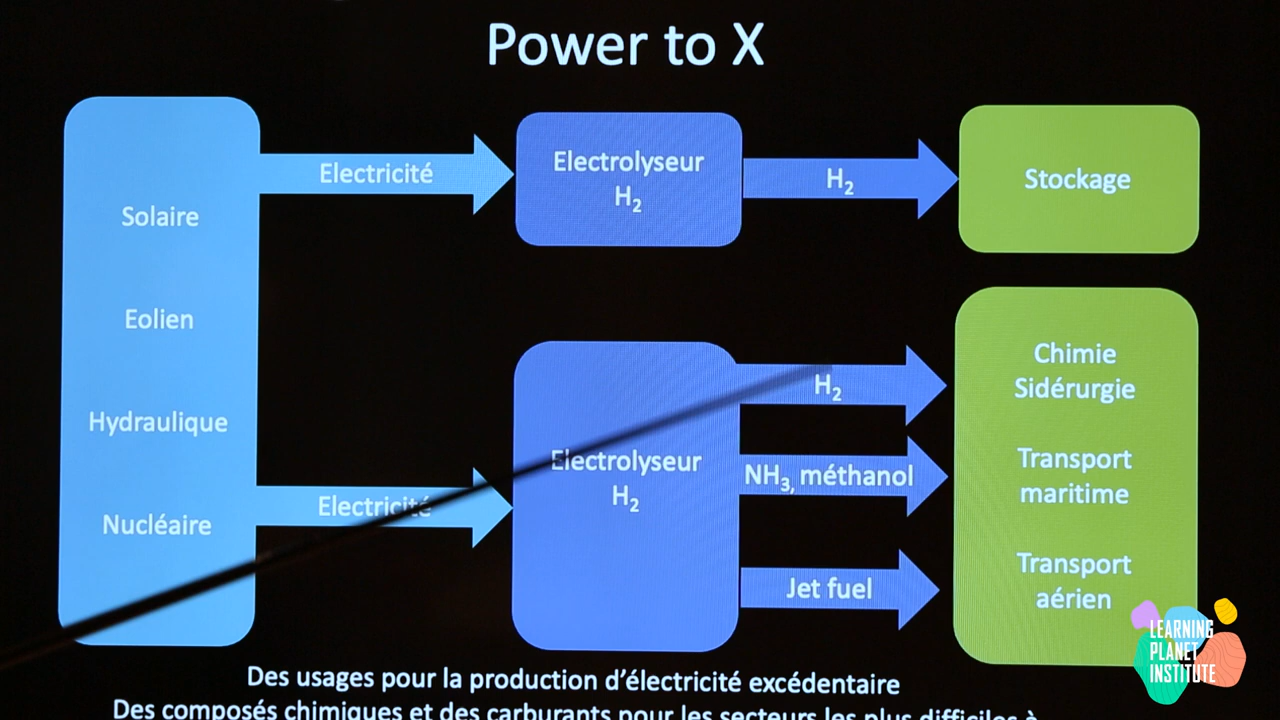 Power to X
Solaire
Eolien
Hydraulique
Nucléaire
Electricité
Electrolyseur
H₂
H₂
Stockage
Electricité
Electrolyseur
H₂
H₂
NH₃, méthanol
Jet fuel
Chimie
Sidérurgie
Transport
maritime
Transport
aérien
Des usages pour la production d’électricité excédentaire
Des composés chimiques et des carburants pour les secteurs les plus difficiles à
LEARNING
PLANET
INSTITUTE